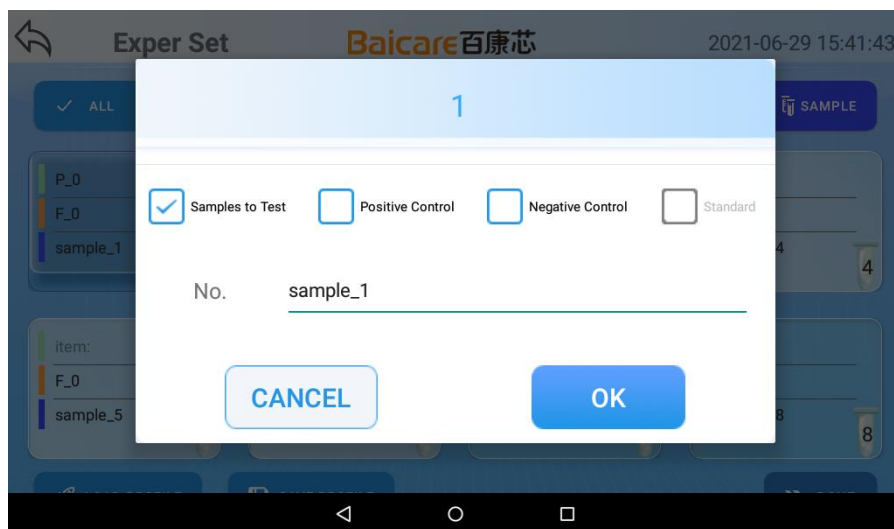 Exper Set
Baicare百康芯
2021-06-29 15:41:43
ALL
SAMPLE
1
P_0
F_0
sample_1
Samples to Test
Positive Control
Negative Control
Standard
4
4
No.
sample_1
item:
F_0
sample_5
CANCEL
OK
8
8